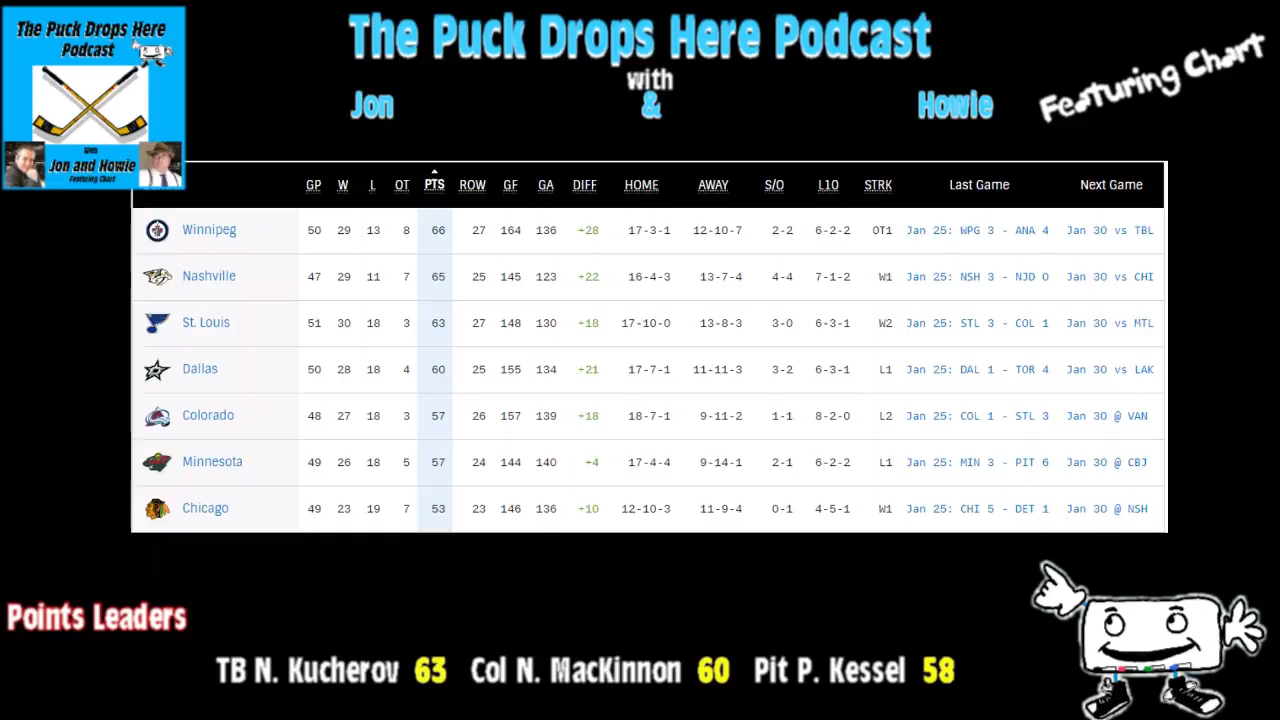 The Puck Drops Here
Podcast
With
Jon and Howie
Featuring Chart
The Puck Drops Here Podcast
with
Jon & Howie
Featuring Chart
GP W L OT PTS ROW GF GA DIFF HOME AWAY S/O L10 STRK Last Game Next Game
Winnipeg 50 29 13 8 66 27 164 136 +28 17-3-1 12-10-7 2-2 6-2-2 OT1 Jan 25: WPG 3 - ANA 4 Jan 30 vs TBL
Nashville 47 29 11 7 65 25 145 123 +22 16-4-3 13-7-4 4-4 7-1-2 W1 Jan 25: NSH 3 - NJD 0 Jan 30 vs CHI
St. Louis 51 30 18 3 63 27 148 130 +18 17-10-0 13-8-3 3-0 6-3-1 W2 Jan 25: STL 3 - COL 1 Jan 30 vs MTL
Dallas 50 28 18 4 60 25 155 134 +21 17-7-1 11-11-3 3-2 6-3-1 L1 Jan 25: DAL 1 - TOR 4 Jan 30 vs LAK
Colorado 48 27 18 3 57 26 157 139 +18 18-7-1 9-11-2 1-1 8-2-0 L2 Jan 25: COL 1 - STL 3 Jan 30 @ VAN
Minnesota 49 26 18 5 57 24 144 140 +4 17-4-4 9-14-1 2-1 6-2-2 L1 Jan 25: MIN 3 - PIT 6 Jan 30 @ CBJ
Chicago 49 23 19 7 53 23 146 136 +10 12-10-3 11-9-4 0-1 4-5-1 W1 Jan 25: CHI 5 - DET 1 Jan 30 @ NSH
Points Leaders
TB N. Kucherov 63 Col N. MacKinnon 60 Pit P. Kessel 58